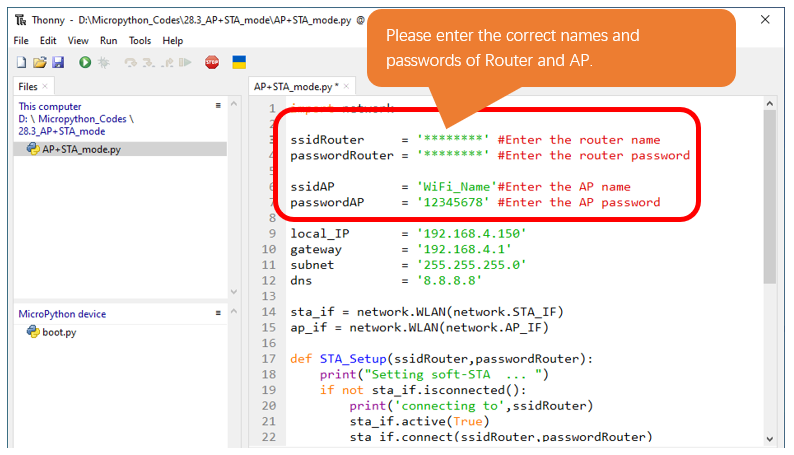 Thonny - D:\Micropython_Codes\28.3_AP+STA_mode\AP+STA_mode.py @
File Edit View Run Tools Help
Please enter the correct names and
passwords of Router and AP.
STOP
Files
This computer
D: \ Micropython_Codes \
28.3_AP+STA_mode
AP+STA_mode.py
MicroPython device
boot.py
AP+STA_mode.py *
1 import network
2
3 ssidRouter = '********' #Enter the router name
4 passwordRouter = '********' #Enter the router password
5
6 ssidAP = 'WiFi_Name'#Enter the AP name
7 passwordAP = '12345678' #Enter the AP password
8
9 local_IP = '192.168.4.150'
10 gateway = '192.168.4.1'
11 subnet = '255.255.255.0'
12 dns = '8.8.8.8'
13
14 sta_if = network.WLAN(network.STA_IF)
15 ap_if = network.WLAN(network.AP_IF)
16
17 def STA_Setup(ssidRouter,passwordRouter):
18 print("Setting soft-STA ... ")
19 if not sta_if.isconnected():
20 print('connecting to',ssidRouter)
21 sta_if.active(True)
22 sta_if.connect(ssidRouter,passwordRouter)